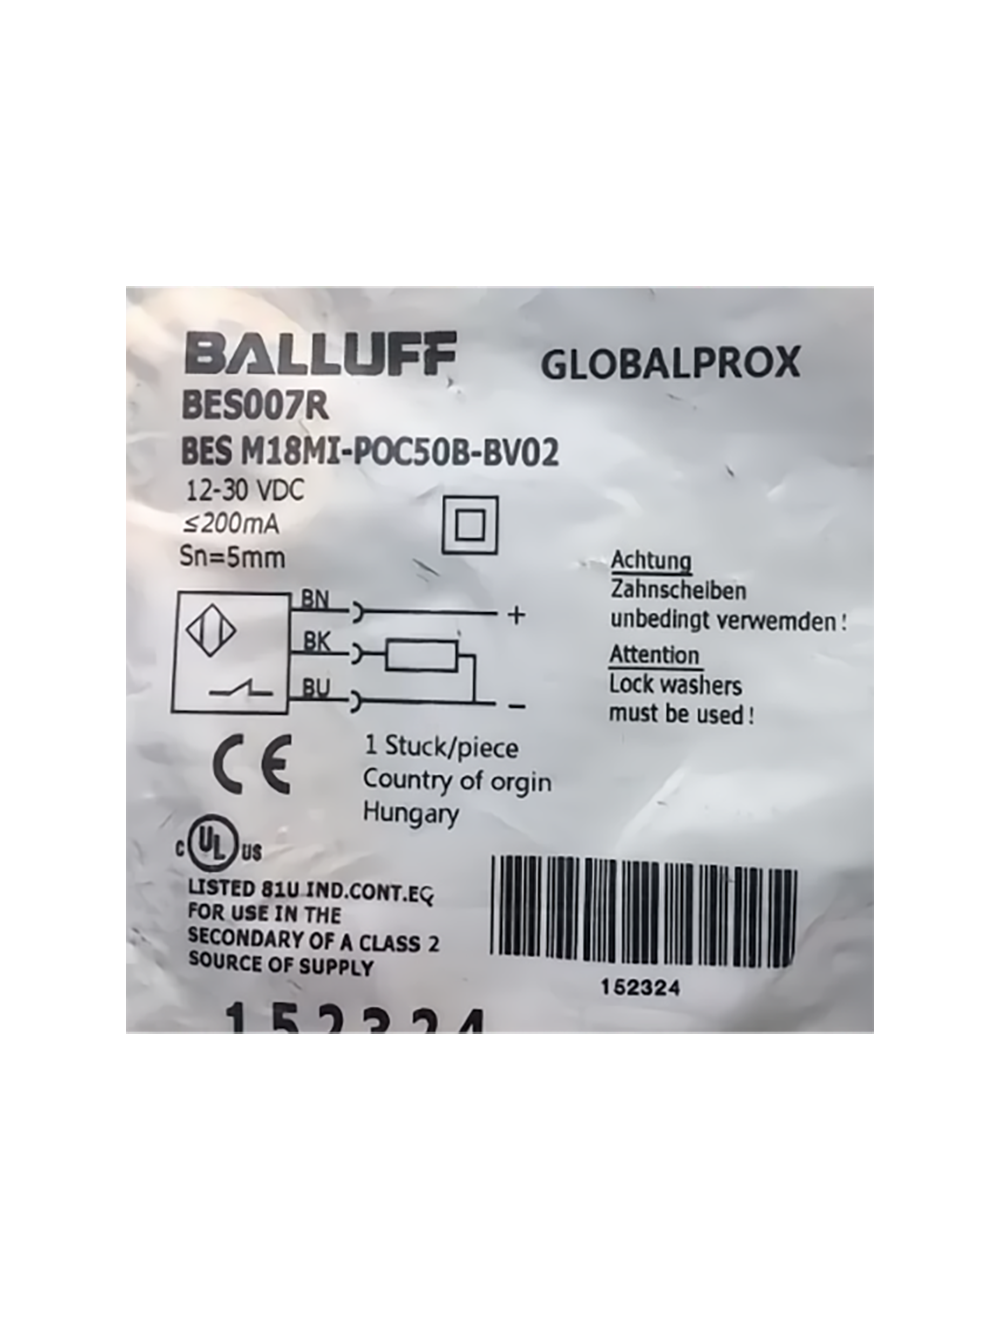 BALLUFF
GLOBALPROX
BES007R
BES M18MI-POC50B-BV02
12-30 VDC
≤200mA
Sn=5mm
BN
+
BK
BU
-
Achtung
Zahnscheiben
unbedingt verwemden!
Attention
Lock washers
must be used!
CE
1 Stuck/piece
Country of orgin
Hungary
c UL us
LISTED 81U IND.CONT.EQ
FOR USE IN THE
SECONDARY OF A CLASS 2
SOURCE OF SUPPLY
152324
152324